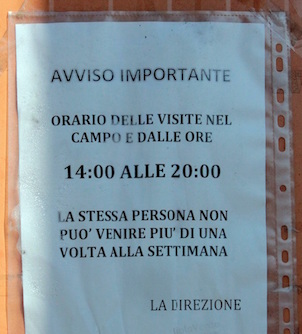 AVVISO IMPORTANTE
ORARIO DELLE VISITE NEL
CAMPO E DALLE ORE
14:00 ALLE 20:00
LA STESSA PERSONA NON
PUO' VENIRE PIU' DI UNA
VOLTA ALLA SETTIMANA
LA DIREZIONE